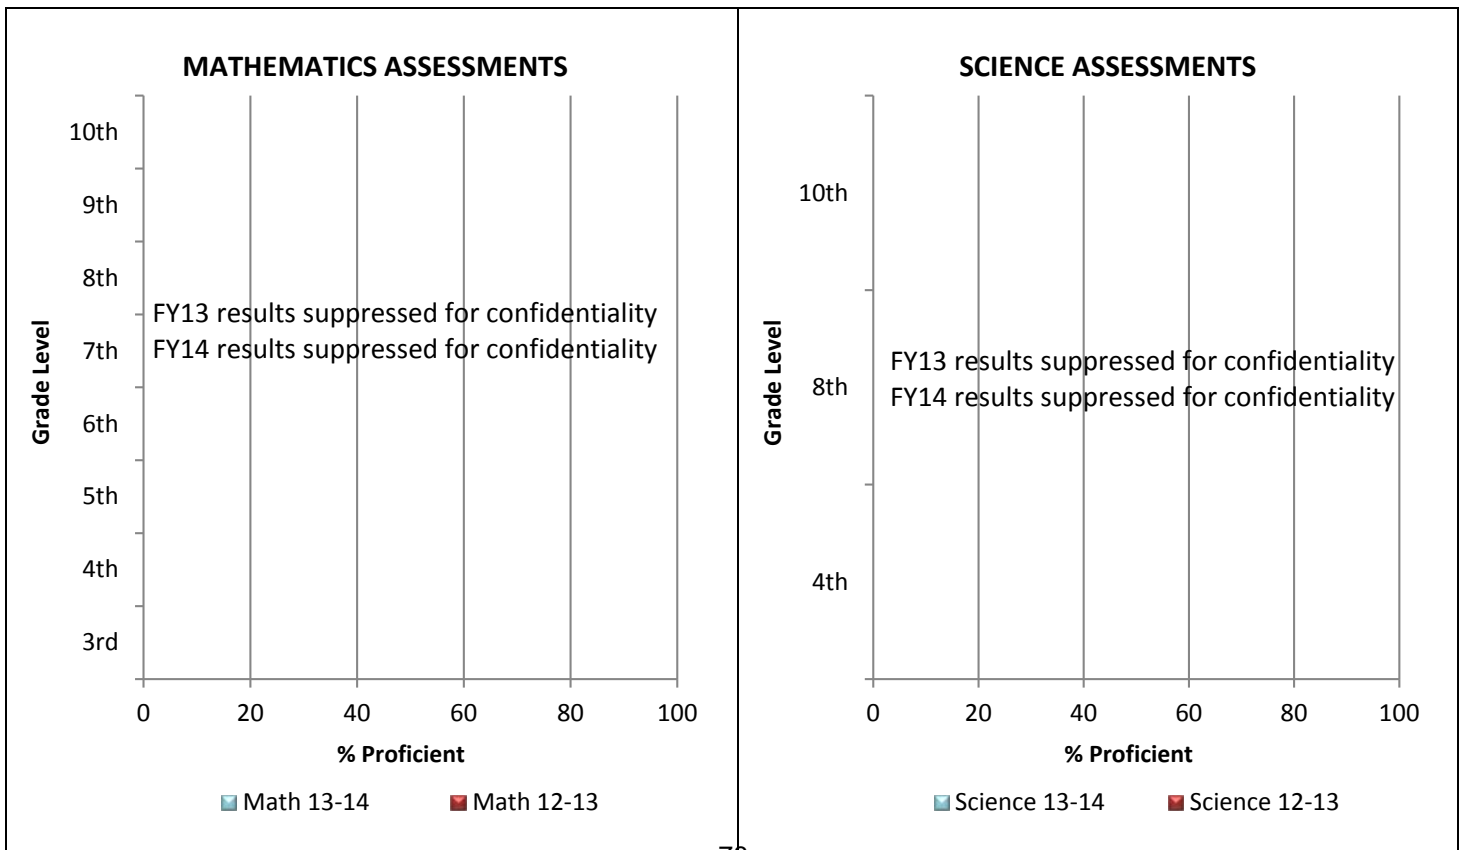 MATHEMATICS ASSESSMENTS
10th
9th
8th
FY13 results suppressed for confidentiality
7th
FY14 results suppressed for confidentiality
6th
5th
4th
3rd
Grade Level
0 20 40 60 80 100
% Proficient
Math 13-14 Math 12-13
SCIENCE ASSESSMENTS
10th
FY13 results suppressed for confidentiality
8th
FY14 results suppressed for confidentiality
4th
Grade Level
0 20 40 60 80 100
% Proficient
Science 13-14 Science 12-13